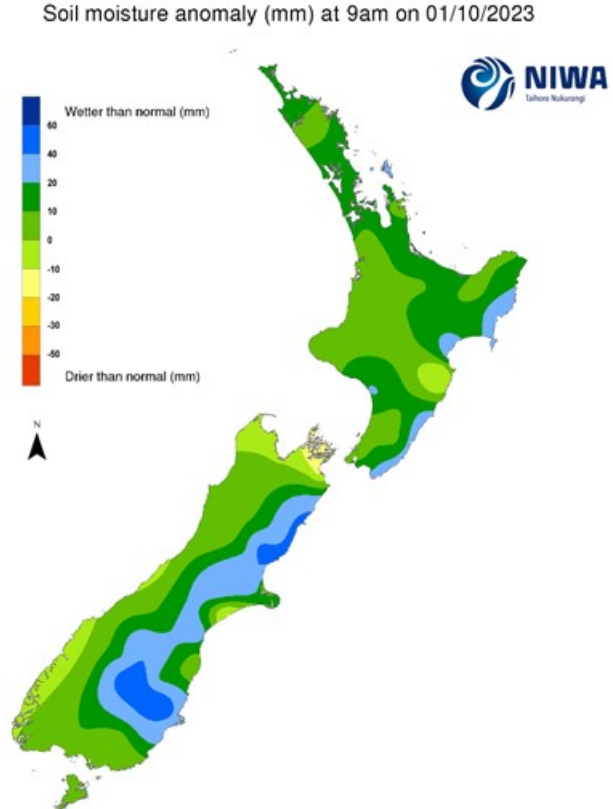 Soil moisture anomaly (mm) at 9am on 01/10/2023
NIWA
Taihoro Nukurangi
Wetter than normal (mm)
60
40
20
10
0
-10
-20
-30
-50
Drier than normal (mm)
N